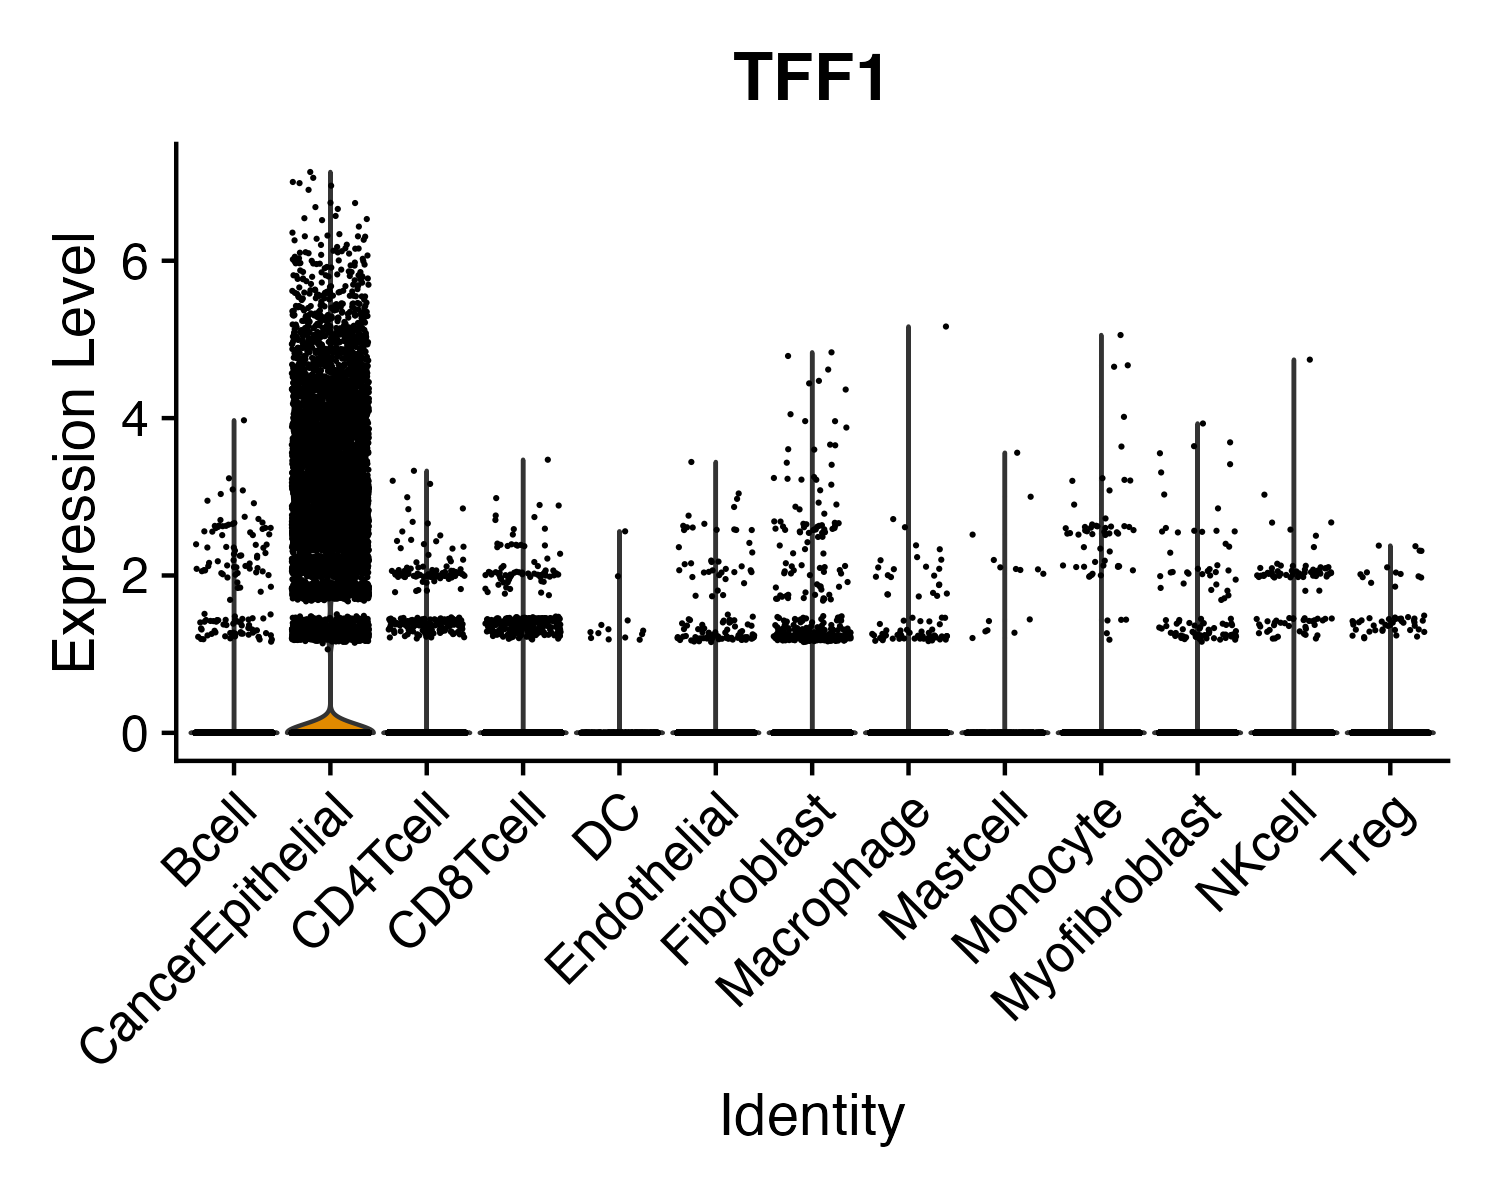 TFF1
Expression Level
6
4
2
0
Bcell
CancerEpithelial
CD4Tcell
CD8Tcell
DC
Endothelial
Fibroblast
Macrophage
Mastcell
Monocyte
Myofibroblast
NKcell
Treg
Identity